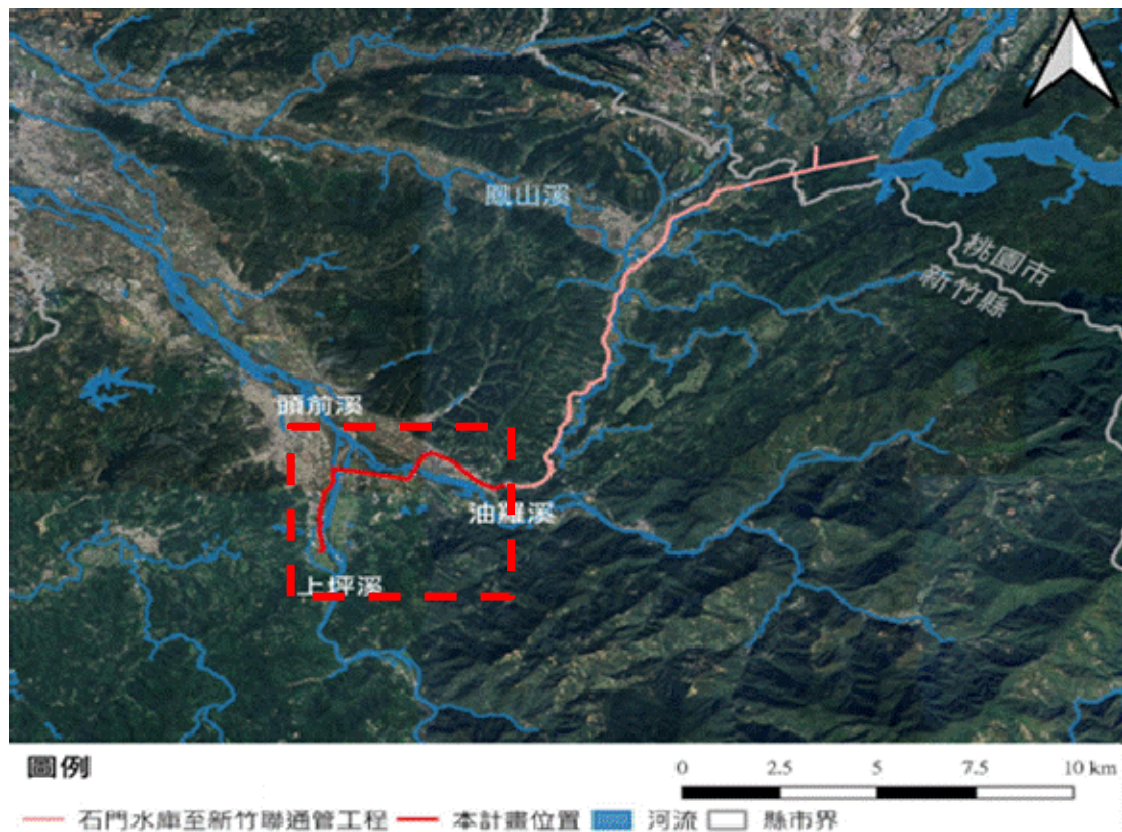 鳳山溪
桃園市
新竹縣
頭前溪
油羅溪
上坪溪
圖例
0 2.5 5 7.5 10 km
石門水庫至新竹聯通管工程 本計畫位置 河流 縣市界